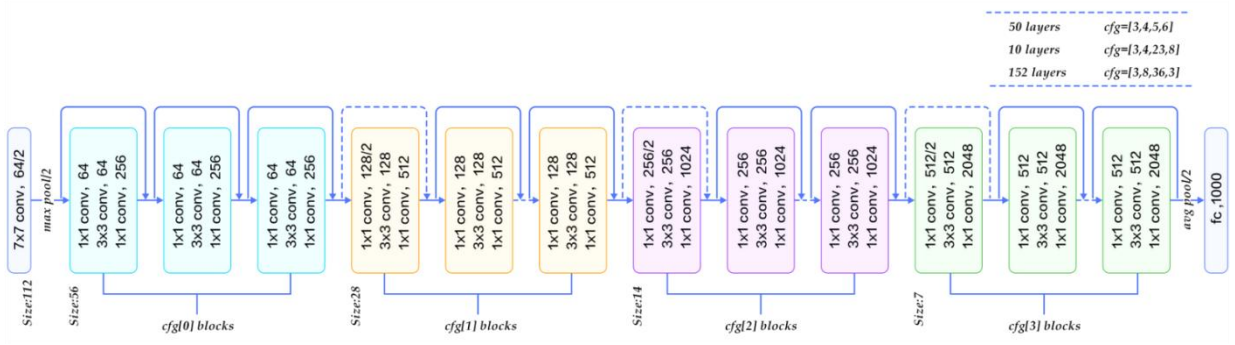 50 layers cfg=[3,4,5,6]
10 layers cfg=[3,4,23,8]
152 layers cfg=[3,8,36,3]
7x7 conv, 64/2
max pool/2
1x1 conv, 64
3x3 conv, 64
1x1 conv, 256
1x1 conv, 64
3x3 conv, 64
1x1 conv, 256
1x1 conv, 64
3x3 conv, 64
1x1 conv, 256
1x1 conv, 128/2
3x3 conv, 128
1x1 conv, 512
1x1 conv, 128
3x3 conv, 128
1x1 conv, 512
1x1 conv, 128
3x3 conv, 128
1x1 conv, 512
1x1 conv, 256/2
3x3 conv, 256
1x1 conv, 1024
1x1 conv, 256
3x3 conv, 256
1x1 conv, 1024
1x1 conv, 256
3x3 conv, 256
1x1 conv, 1024
1x1 conv, 512/2
3x3 conv, 512
1x1 conv, 2048
1x1 conv, 512
3x3 conv, 512
1x1 conv, 2048
1x1 conv, 512
3x3 conv, 512
1x1 conv, 2048
avg pool/2
fc ,1000
Size:112
Size:56
cfg[0] blocks
Size:28
cfg[1] blocks
Size:14
cfg[2] blocks
Size:7
cfg[3] blocks